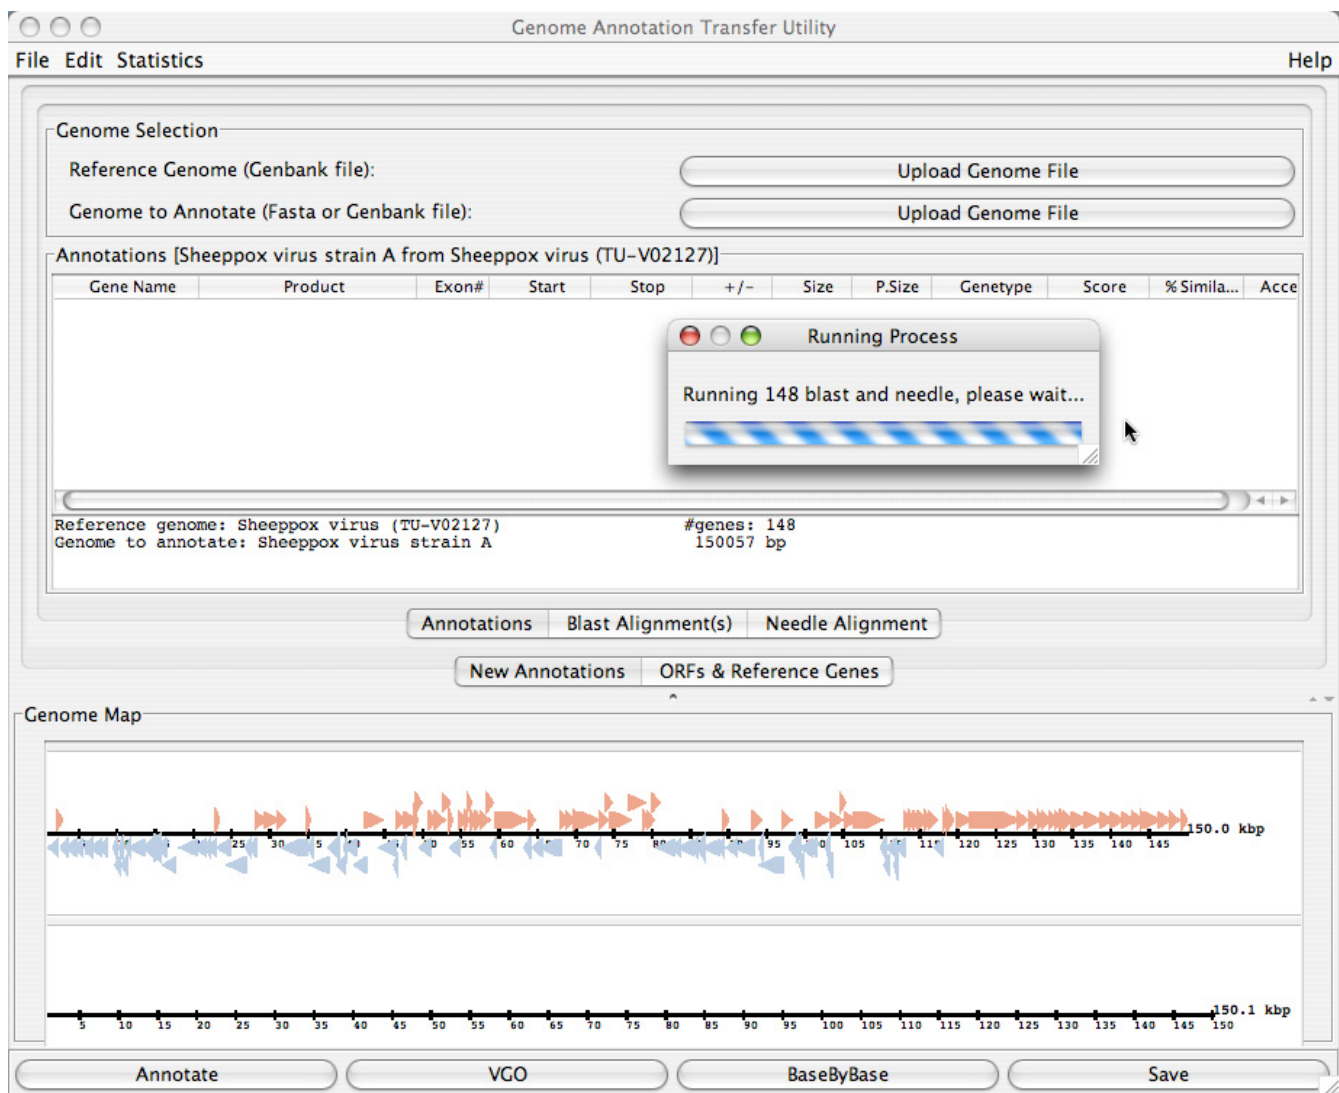 Genome Annotation Transfer Utility
File Edit Statistics Help
Genome Selection
Reference Genome (Genbank file): Upload Genome File
Genome to Annotate (Fasta or Genbank file): Upload Genome File
Annotations [Sheeppox virus strain A from Sheeppox virus (TU-V02127)]
Gene Name Product Exon# Start Stop +/- Size P.Size Genetype Score % Simila... Acce
Running Process
Running 148 blast and needle, please wait...
Reference genome: Sheeppox virus (TU-V02127) #genes: 148
Genome to annotate: Sheeppox virus strain A 150057 bp
Annotations Blast Alignment(s) Needle Alignment
New Annotations ORFs & Reference Genes
Genome Map
150.0 kbp
25 30 50 55 60 65 70 75 95 105 120 125 130 135 140 145
150.1 kbp
5 10 15 20 25 30 35 40 45 50 55 60 65 70 75 80 85 90 95 100 105 110 115 120 125 130 135 140 145 150
Annotate VGO BaseByBase Save